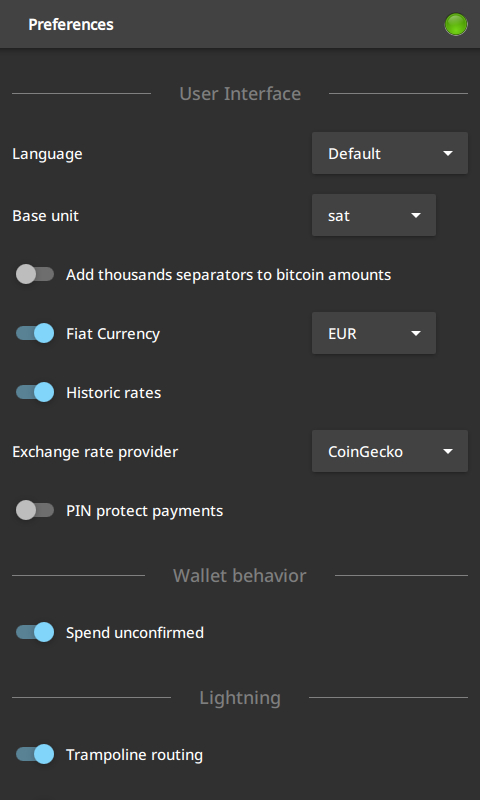 Preferences
User Interface
Language Default
Base unit sat
Add thousands separators to bitcoin amounts
Fiat Currency EUR
Historic rates
Exchange rate provider CoinGecko
PIN protect payments
Wallet behavior
Spend unconfirmed
Lightning
Trampoline routing